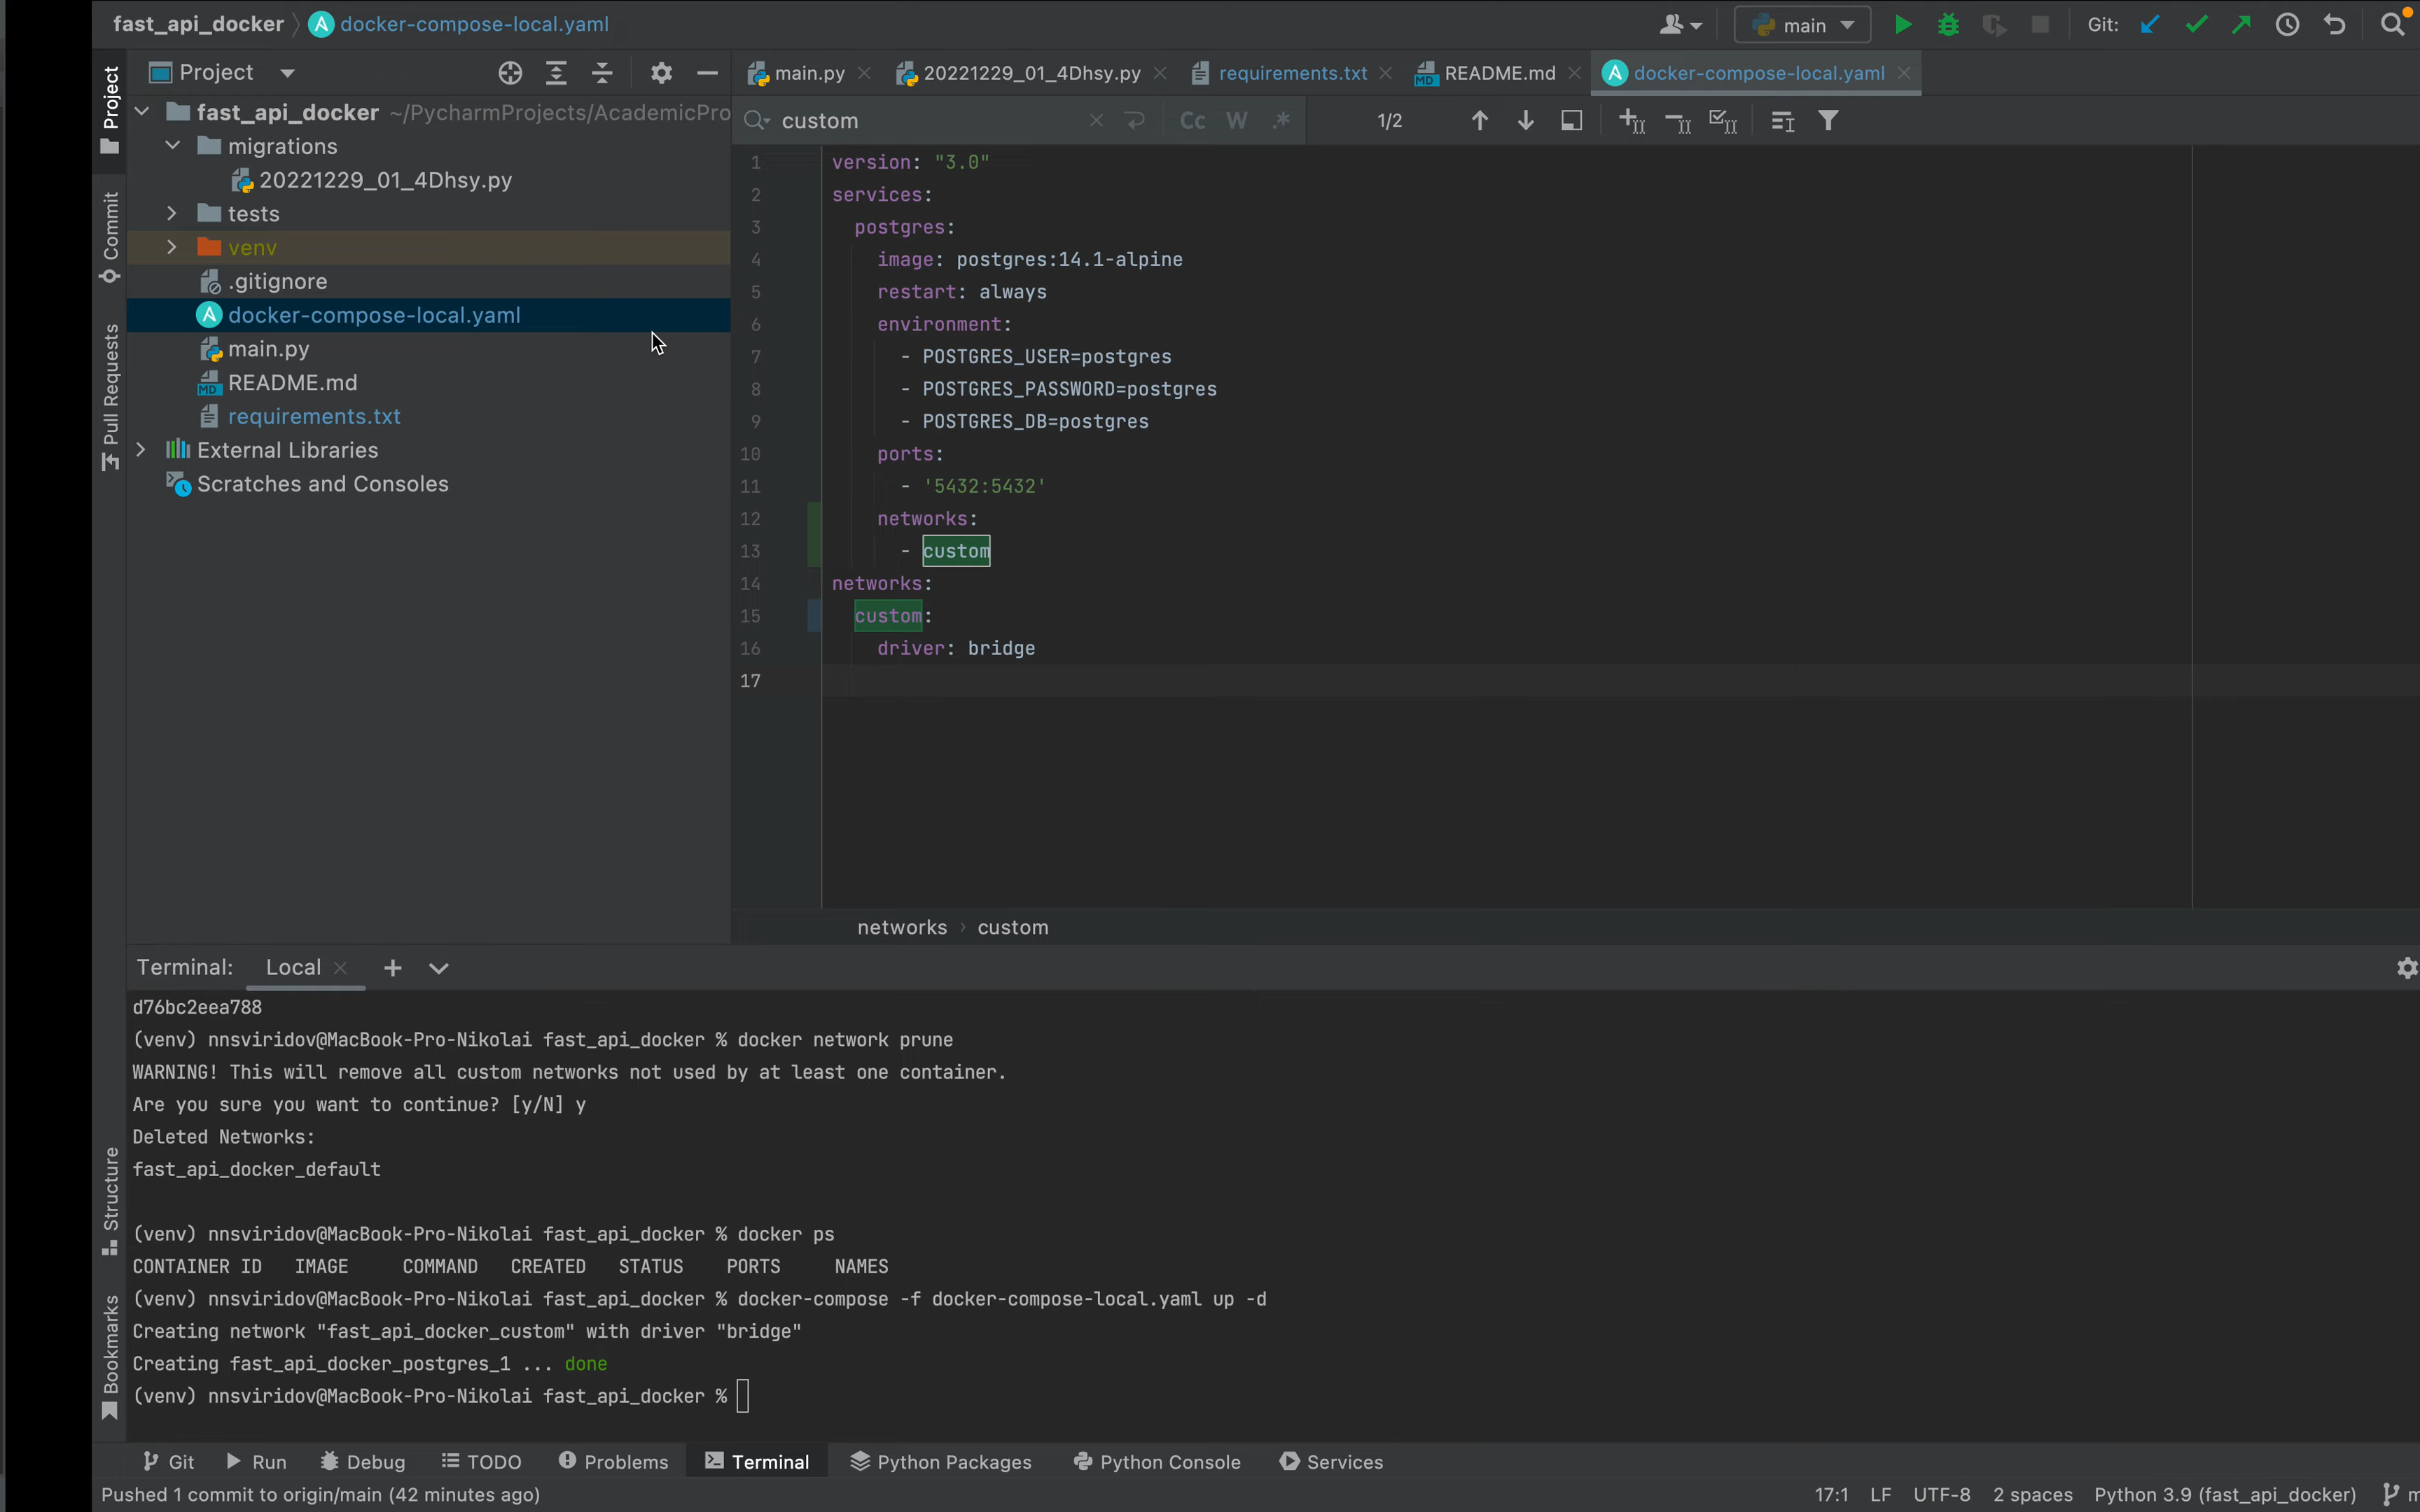 fast_api_docker docker-compose-local.yaml
main
Git:
Project
main.py
20221229_01_4Dhsy.py
requirements.txt
README.md
docker-compose-local.yaml
custom
Cc W .*
1/2
Project
Commit
Pull Requests
Structure
Bookmarks
fast_api_docker ~/PycharmProjects/AcademicPro
migrations
20221229_01_4Dhsy.py
tests
venv
.gitignore
docker-compose-local.yaml
main.py
README.md
requirements.txt
External Libraries
Scratches and Consoles
1 version: "3.0"
2 services:
3 postgres:
4 image: postgres:14.1-alpine
5 restart: always
6 environment:
7 - POSTGRES_USER=postgres
8 - POSTGRES_PASSWORD=postgres
9 - POSTGRES_DB=postgres
10 ports:
11 - '5432:5432'
12 networks:
13 - custom
14 networks:
15 custom:
16 driver: bridge
17
networks › custom
Terminal: Local
d76bc2eea788
(venv) nnsviridov@MacBook-Pro-Nikolai fast_api_docker % docker network prune
WARNING! This will remove all custom networks not used by at least one container.
Are you sure you want to continue? [y/N] y
Deleted Networks:
fast_api_docker_default
(venv) nnsviridov@MacBook-Pro-Nikolai fast_api_docker % docker ps
CONTAINER ID IMAGE COMMAND CREATED STATUS PORTS NAMES
(venv) nnsviridov@MacBook-Pro-Nikolai fast_api_docker % docker-compose -f docker-compose-local.yaml up -d
Creating network "fast_api_docker_custom" with driver "bridge"
Creating fast_api_docker_postgres_1 ... done
(venv) nnsviridov@MacBook-Pro-Nikolai fast_api_docker %
Git Run Debug TODO Problems Terminal Python Packages Python Console Services
Pushed 1 commit to origin/main (42 minutes ago) 17:1 LF UTF-8 2 spaces Python 3.9 (fast_api_docker)